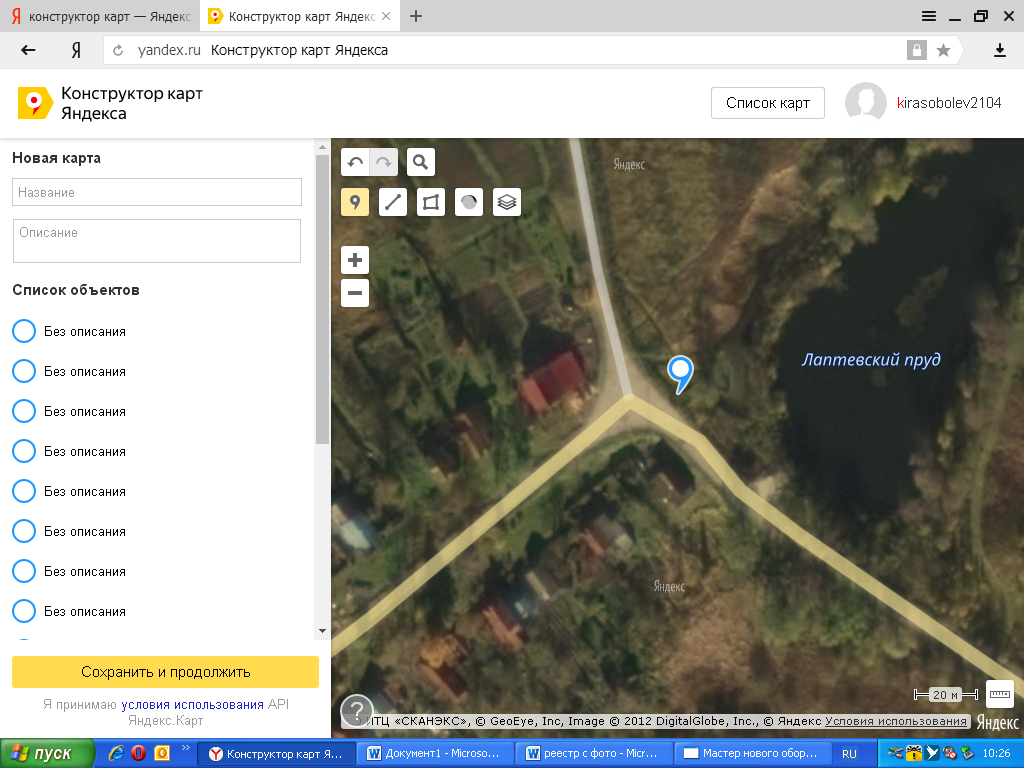 конструктор карт — Яндекс
Конструктор карт Яндекс
yandex.ru Конструктор карт Яндекса
Конструктор карт
Яндекса
Список карт
kirasobolev2104
Новая карта
Название
Описание
Список объектов
Без описания
Без описания
Без описания
Без описания
Без описания
Без описания
Без описания
Без описания
Сохранить и продолжить
Я принимаю условия использования API
Яндекс.Карт
Яндекс
Лаптевский пруд
Яндекс
20 м
ИТЦ «СКАНЭКС», © GeoEye, Inc, Image © 2012 DigitalGlobe, Inc., © Яндекс Условия использования
Яндекс
пуск
Конструктор карт Я...
Документ1 - Microso...
реестр с фото - Micr...
Мастер нового обор...
RU
10:26